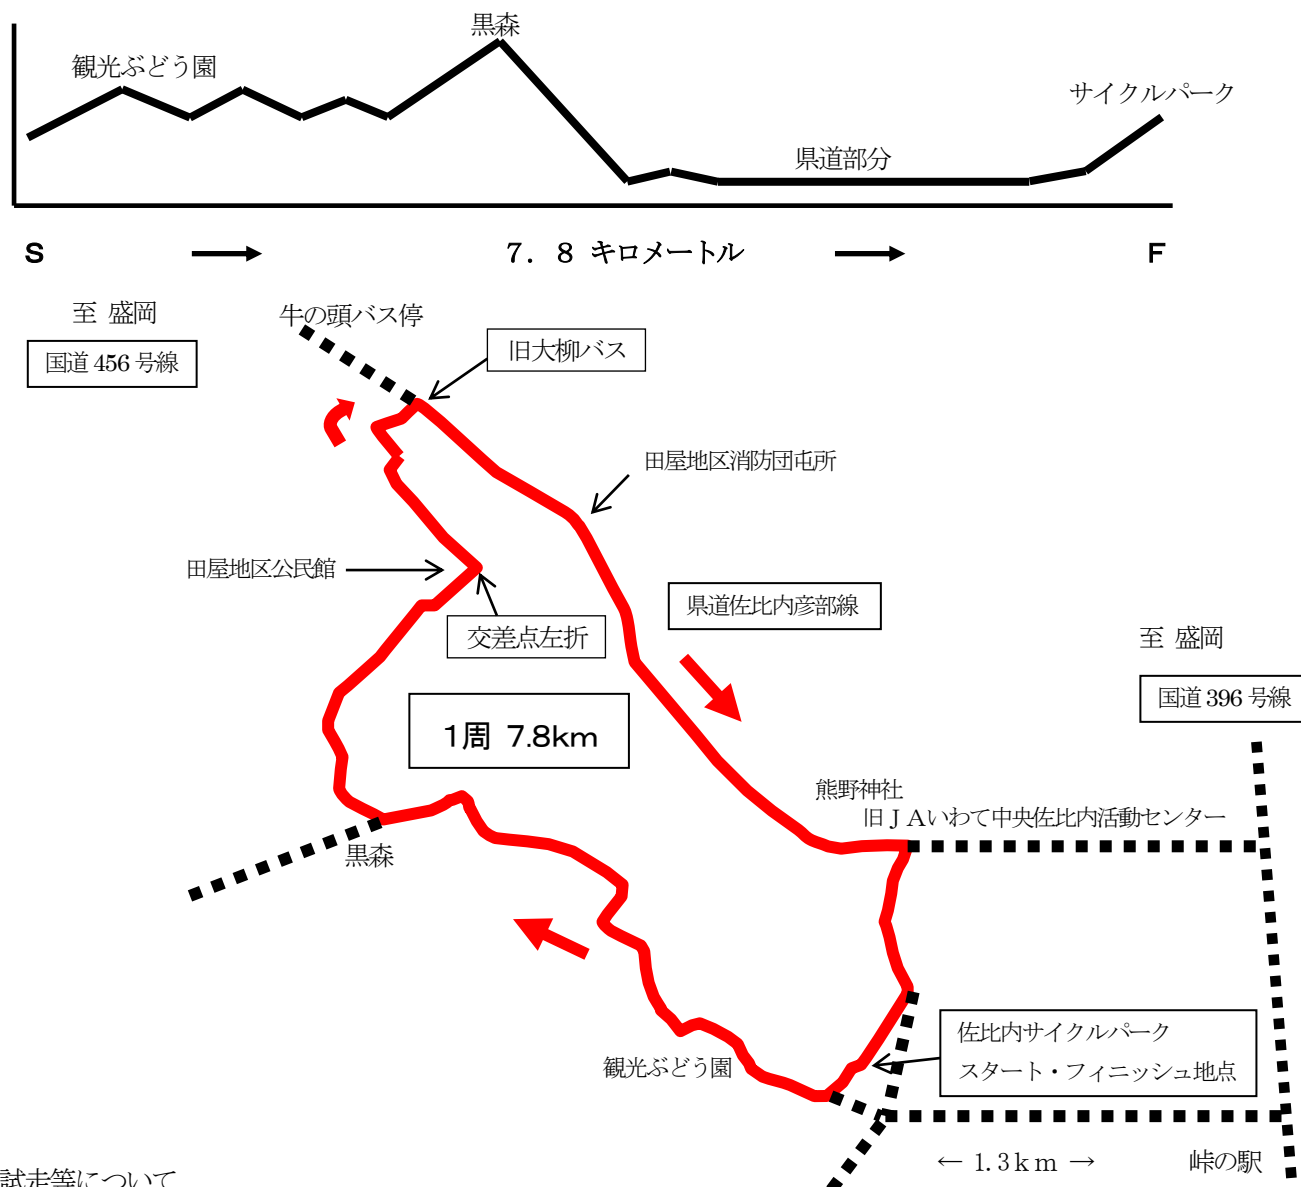 黒森
観光ぶどう園
サイクルパーク
県道部分
S
7．8 キロメートル
F
至 盛岡
国道 456 号線
牛の頭バス停
旧大柳バス
田屋地区消防団屯所
田屋地区公民館
交差点左折
県道佐比内彦部線
至 盛岡
国道 396 号線
1周 7.8km
熊野神社
旧ＪＡいわて中央佐比内活動センター
黒森
観光ぶどう園
佐比内サイクルパーク
スタート・フィニッシュ地点
← 1.3ｋｍ →
峠の駅
試走等について